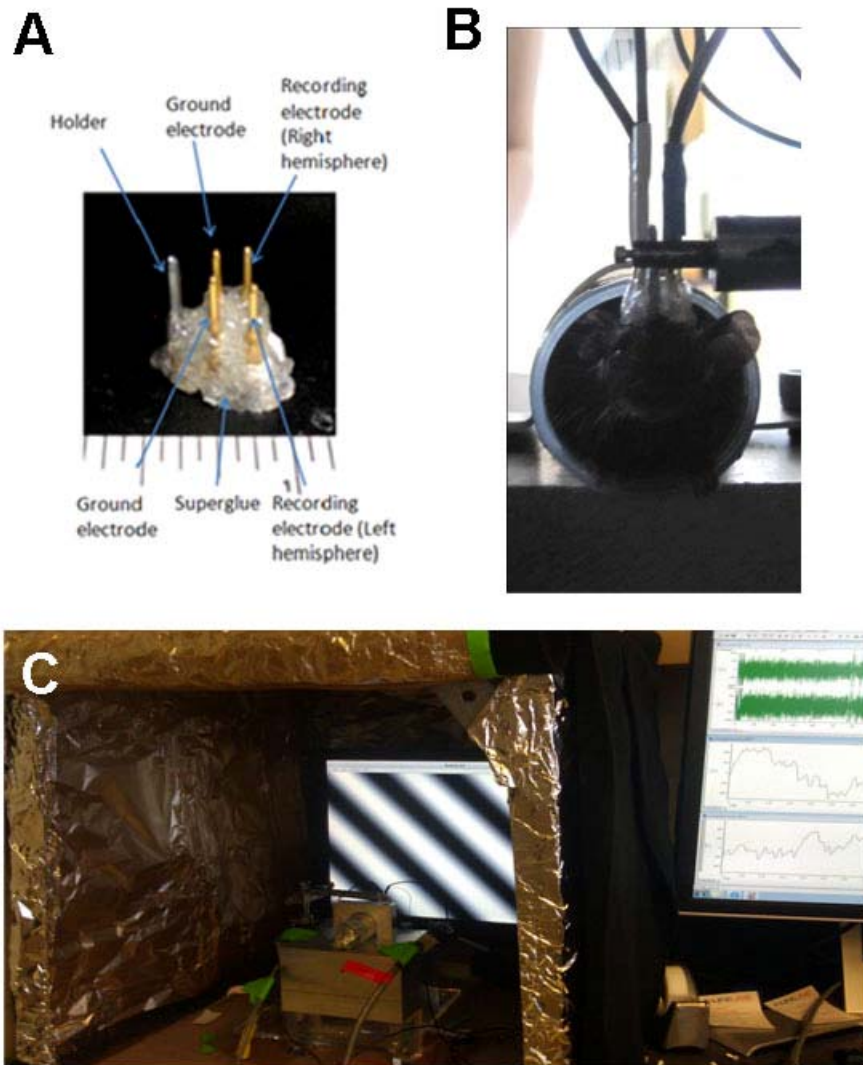 A
B
Holder
Ground
electrode
Recording
electrode
(Right
hemisphere)
Ground
electrode
Superglue
Recording
electrode (Left
hemisphere)
C